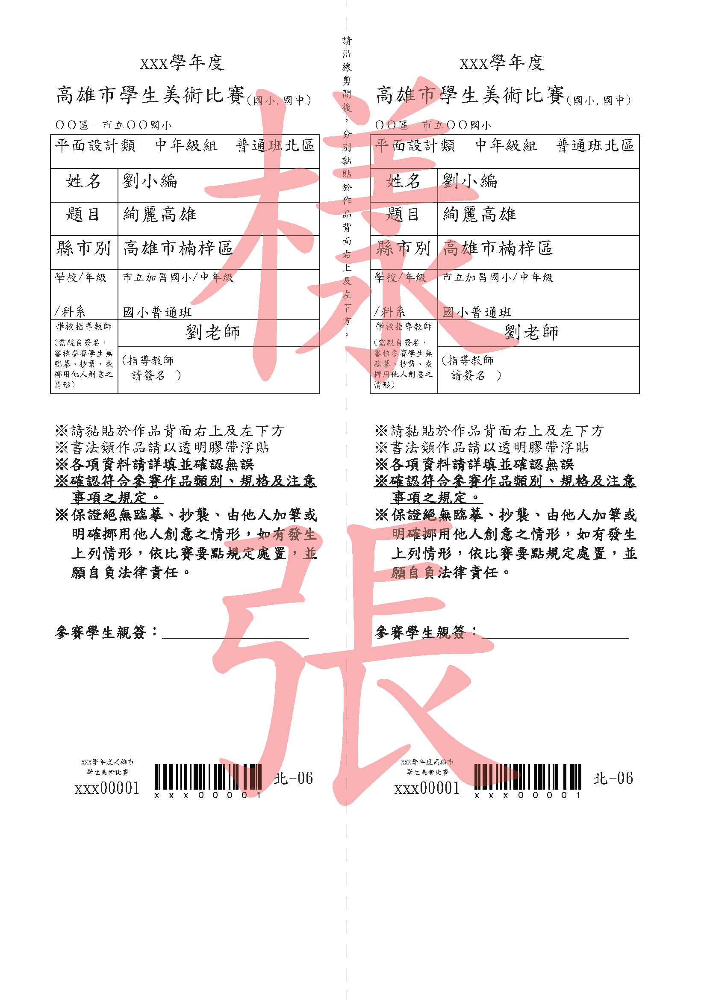 xxx學年度
高雄市學生美術比賽(國小.國中)
〇〇區--市立〇〇國小
平面設計類 中年級組 普通班北區
姓名 劉小編
題目 絢麗高雄
縣市別 高雄市楠梓區
學校/年級 市立加昌國小/中年級
/科系 國小普通班
學校指導教師 劉老師
(需親自簽名，
審核參賽學生無
臨摹、抄襲、或
挪用他人創意之
情形)
(指導教師
請簽名 )
※請黏貼於作品背面右上及左下方
※書法類作品請以透明膠帶浮貼
※各項資料請詳填並確認無誤
※確認符合參賽作品類別、規格及注意
事項之規定。
※保證絕無臨摹、抄襲、由他人加筆或
明確挪用他人創意之情形，如有發生
上列情形，依比賽要點規定處置，並
願自負法律責任。
參賽學生親簽：
xxx學年度高雄市
學生美術比賽
xxx00001
xxx00001
北-06
請沿線剪開後，分別黏貼於作品背面右上及左下方。
xxx學年度
高雄市學生美術比賽(國小.國中)
〇〇區--市立〇〇國小
平面設計類 中年級組 普通班北區
姓名 劉小編
題目 絢麗高雄
縣市別 高雄市楠梓區
學校/年級 市立加昌國小/中年級
/科系 國小普通班
學校指導教師 劉老師
(需親自簽名，
審核參賽學生無
臨摹、抄襲、或
挪用他人創意之
情形)
(指導教師
請簽名 )
※請黏貼於作品背面右上及左下方
※書法類作品請以透明膠帶浮貼
※各項資料請詳填並確認無誤
※確認符合參賽作品類別、規格及注意
事項之規定。
※保證絕無臨摹、抄襲、由他人加筆或
明確挪用他人創意之情形，如有發生
上列情形，依比賽要點規定處置，並
願自負法律責任。
參賽學生親簽：
xxx學年度高雄市
學生美術比賽
xxx00001
xxx00001
北-06
樣張